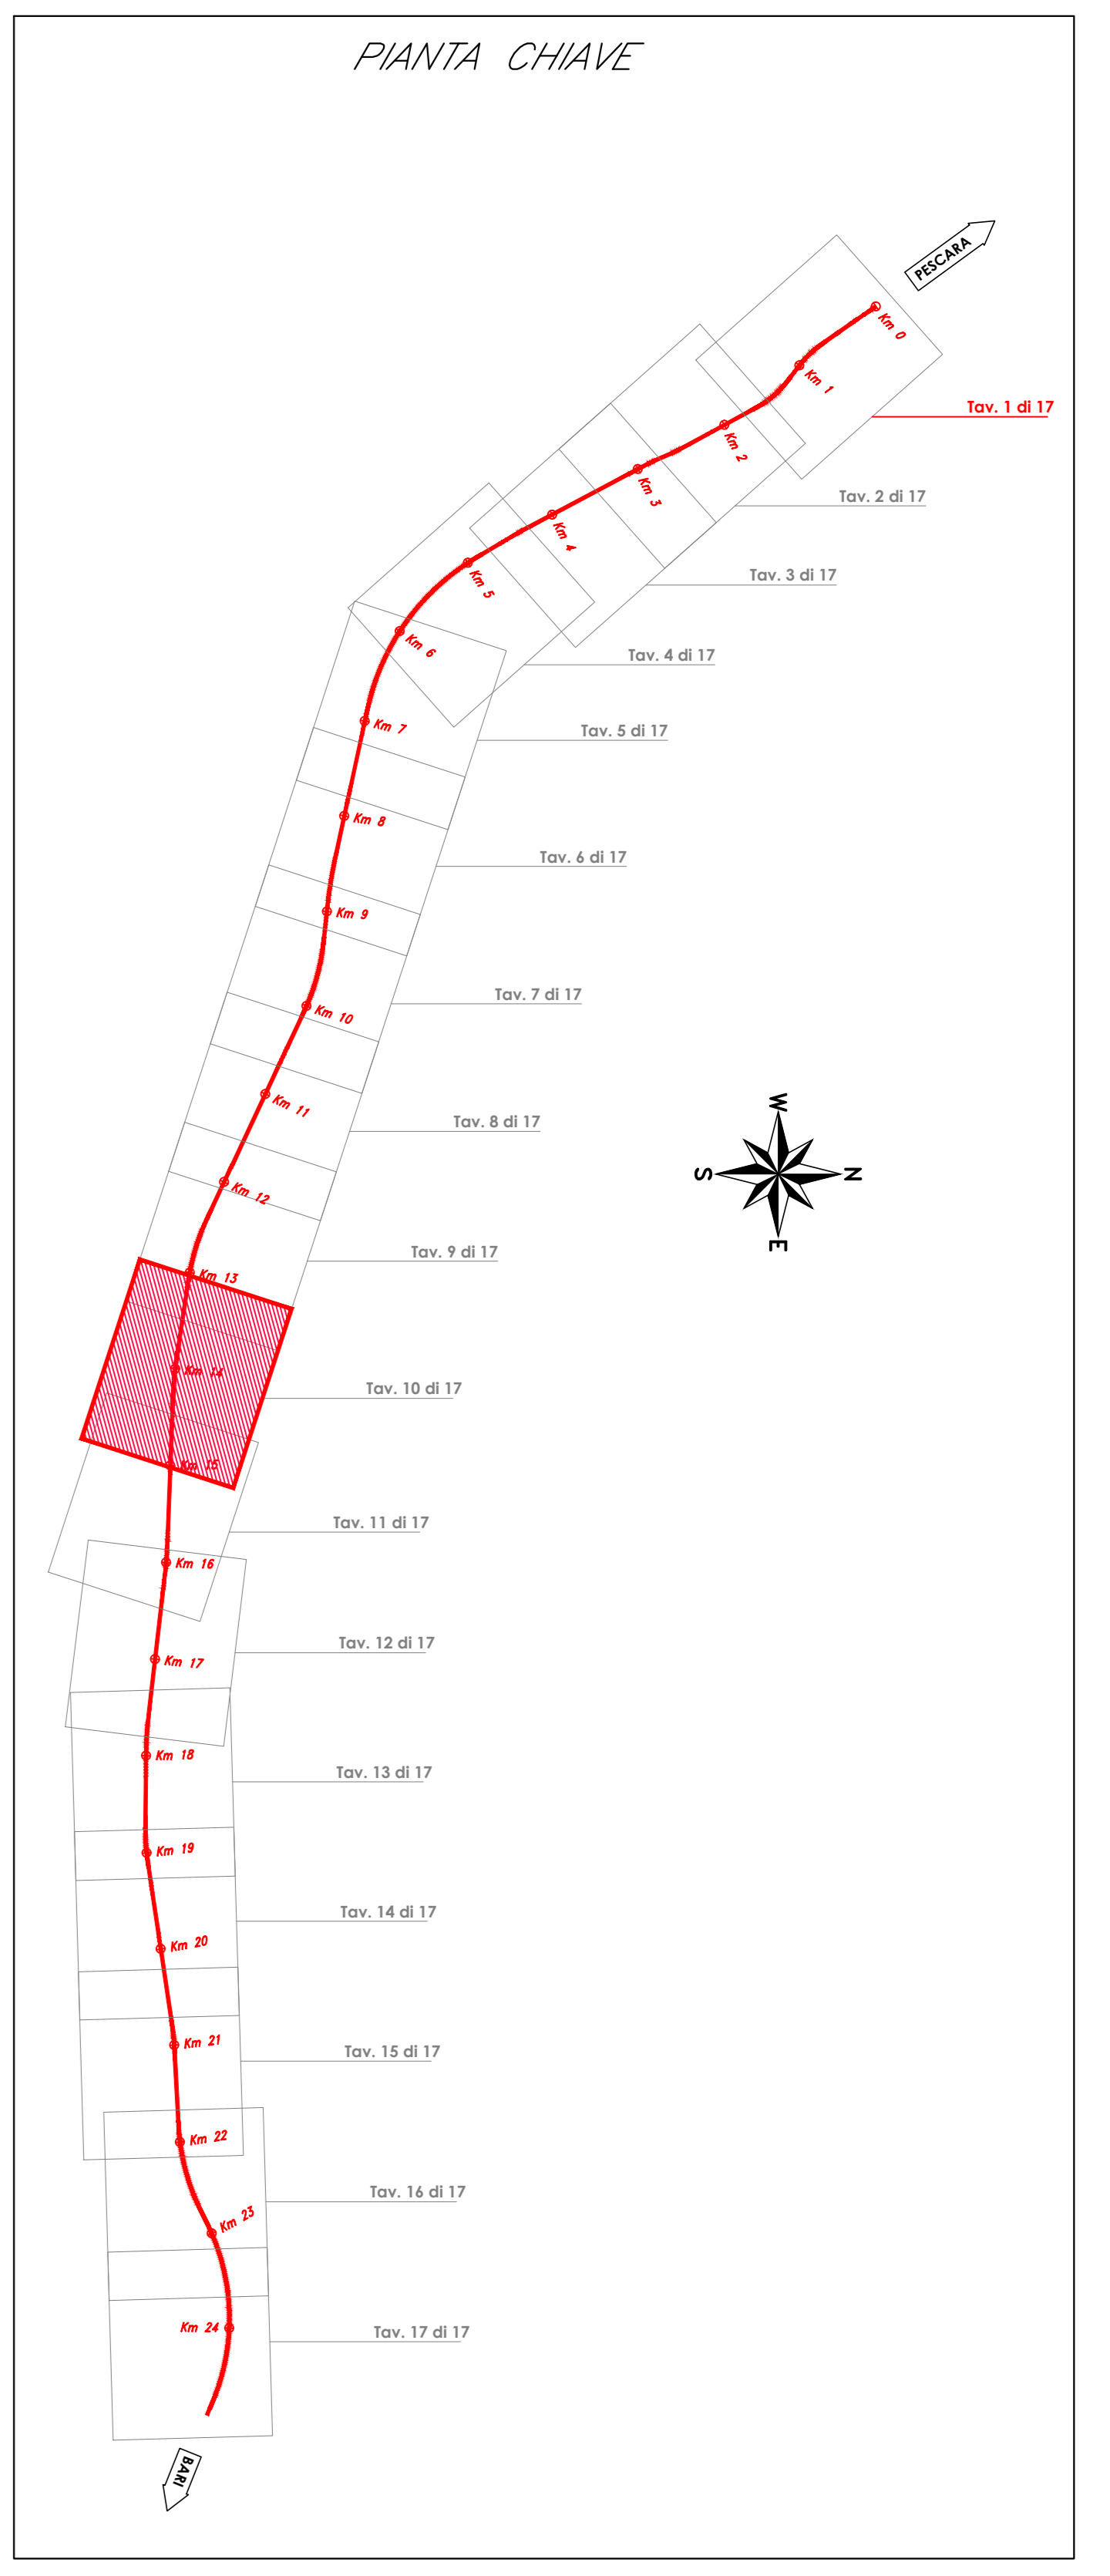 PIANTA CHIAVE
PESCARA
Km 0
Km 1
Tav. 1 di 17
Km 2
Km 3
Tav. 2 di 17
Km 4
Km 5
Tav. 3 di 17
Km 6
Tav. 4 di 17
Km 7
Tav. 5 di 17
Km 8
Tav. 6 di 17
Km 9
Tav. 7 di 17
Km 10
Km 11
W
Tav. 8 di 17
S
N
Km 12
E
Tav. 9 di 17
Km 13
Km 14
Tav. 10 di 17
Km 15
Tav. 11 di 17
Km 16
Tav. 12 di 17
Km 17
Km 18
Tav. 13 di 17
Km 19
Tav. 14 di 17
Km 20
Km 21
Tav. 15 di 17
Km 22
Tav. 16 di 17
Km 23
Km 24
Tav. 17 di 17
BARI